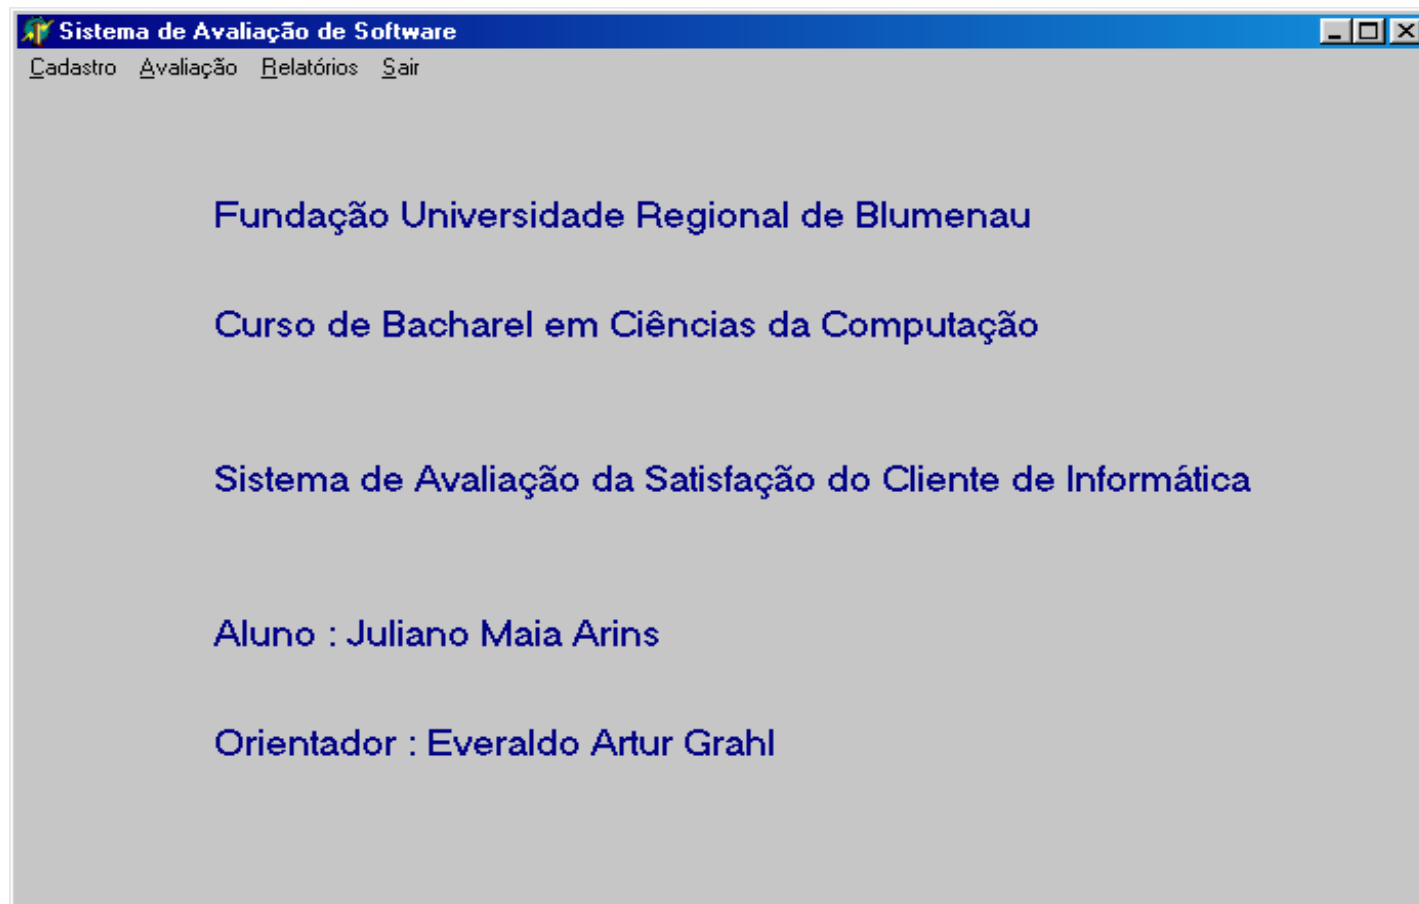 Sistema de Avaliação de Software
Cadastro Avaliação Relatórios Sair
Fundação Universidade Regional de Blumenau
Curso de Bacharel em Ciências da Computação
Sistema de Avaliação da Satisfação do Cliente de Informática
Aluno : Juliano Maia Arins
Orientador : Everaldo Artur Grahl